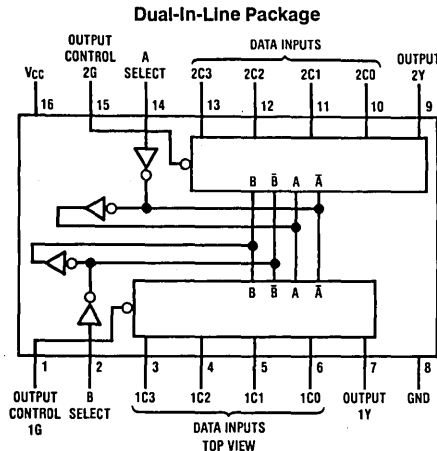 Dual-In-Line Package
OUTPUT CONTROL A DATA INPUTS OUTPUT
VCC 2G SELECT 2C3 2C2 2C1 2C0 2Y
16 15 14 13 12 11 10 9
B B̅ A A̅
B B̅ A A̅
1 2 3 4 5 6 7 8
OUTPUT CONTROL 1G B SELECT 1C3 1C2 1C1 1C0 OUTPUT 1Y GND
DATA INPUTS
TOP VIEW